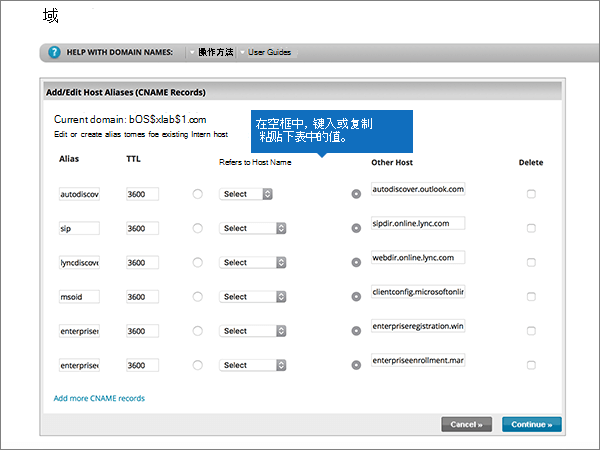 域
HELP WITH DOMAIN NAMES: 操作方法 User Guides
Add/Edit Host Aliases (CNAME Records)
Current domain: bOS$xlab$1.com
Edit or create alias tomes foe existing Intern host
在空框中, 键入或复制
粘贴下表中的值。
Alias TTL Refers to Host Name Other Host Delete
autodiscov 3600 Select autodiscover.outlook.com
sip 3600 Select sipdir.online.lync.com
lyncdiscove 3600 Select webdir.online.lync.com
msoid 3600 Select clientconfig.microsoftonlin
enterprise 3600 Select enterpriseregistration.win
enterprise 3600 Select enterpriseenrollment.mar
Add more CNAME records
Cancel » Continue »